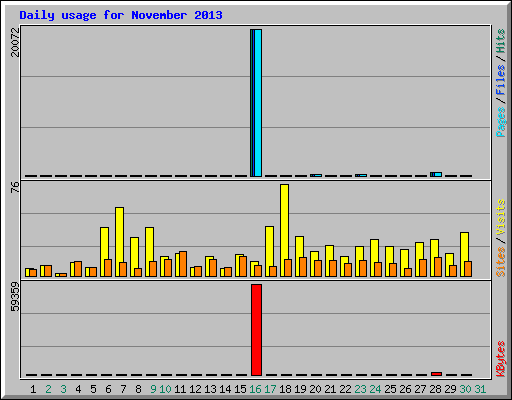 Daily usage for November 2013
20072
Pages / Files / Hits
76
Sites / Visits
59359
KBytes
1 2 3 4 5 6 7 8 9 10 11 12 13 14 15 16 17 18 19 20 21 22 23 24 25 26 27 28 29 30 31